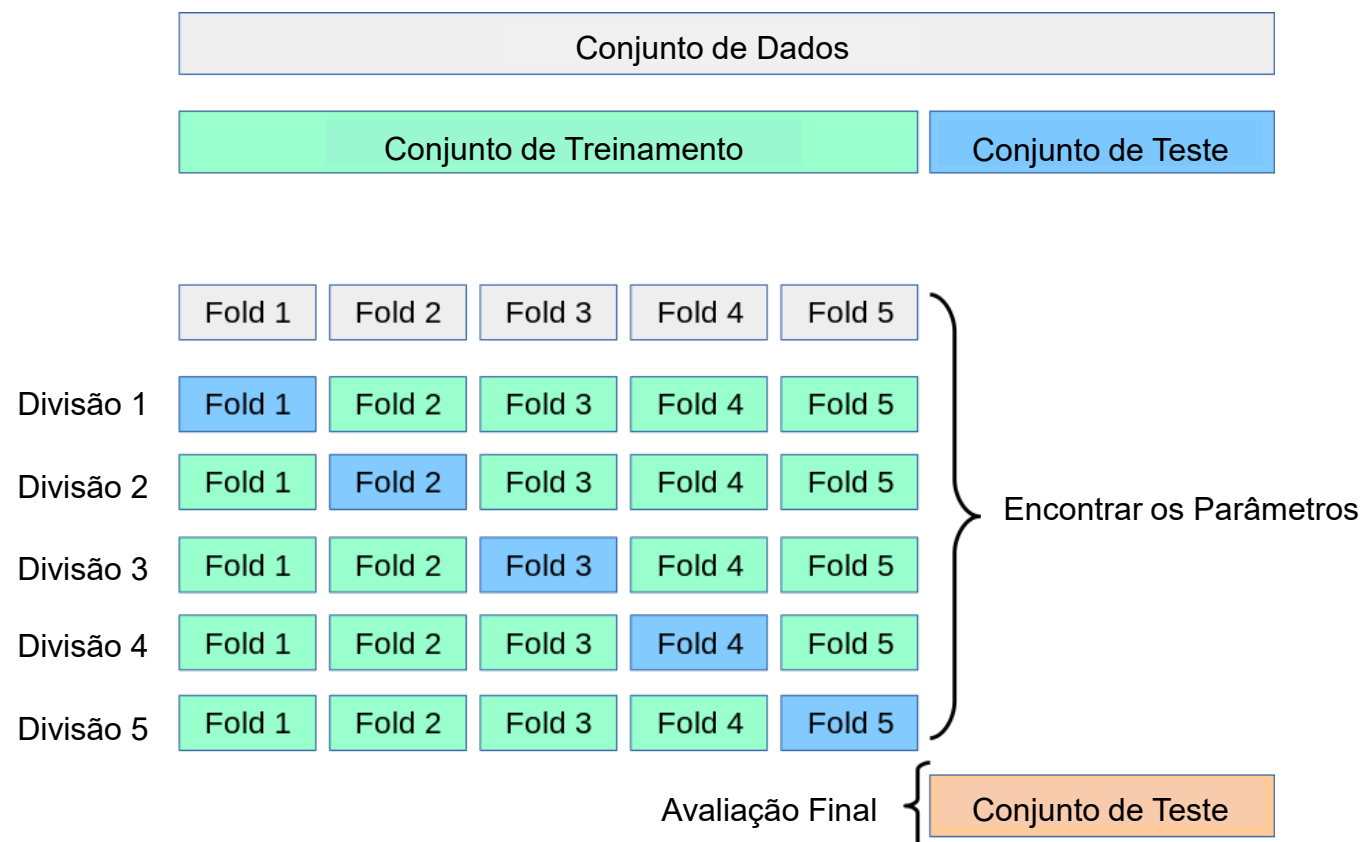 Conjunto de Dados
Conjunto de Treinamento Conjunto de Teste
Fold 1 Fold 2 Fold 3 Fold 4 Fold 5
Divisão 1 Fold 1 Fold 2 Fold 3 Fold 4 Fold 5
Divisão 2 Fold 1 Fold 2 Fold 3 Fold 4 Fold 5
Encontrar os Parâmetros
Divisão 3 Fold 1 Fold 2 Fold 3 Fold 4 Fold 5
Divisão 4 Fold 1 Fold 2 Fold 3 Fold 4 Fold 5
Divisão 5 Fold 1 Fold 2 Fold 3 Fold 4 Fold 5
Avaliação Final Conjunto de Teste